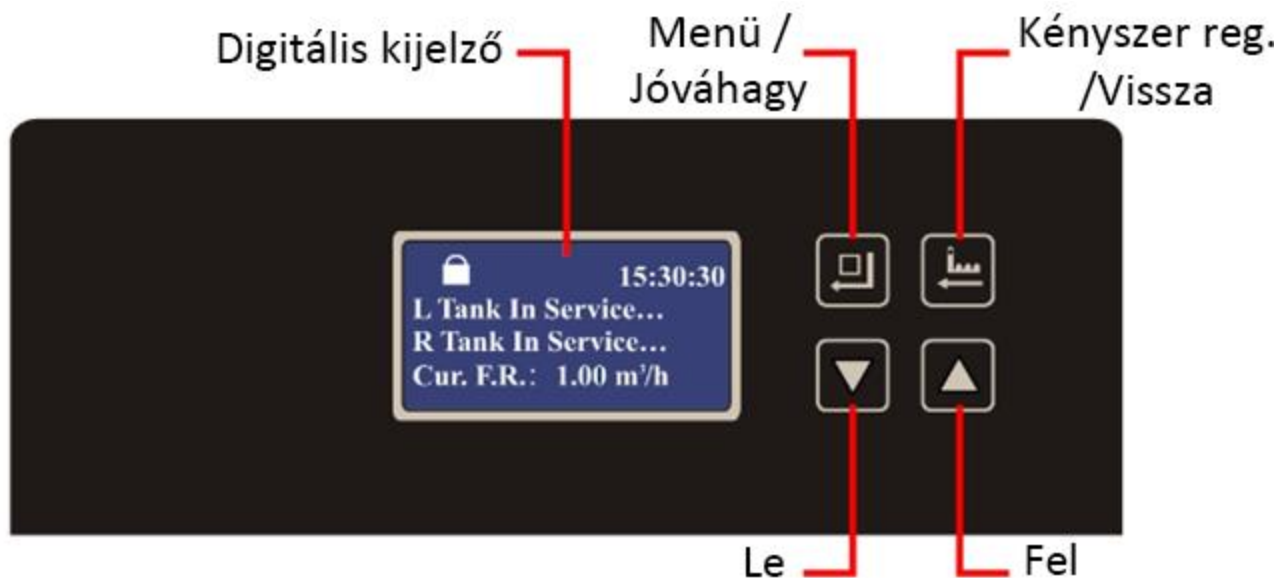 Digitális kijelző
Menü /
Jóváhagy
Kényszer reg.
/Vissza
15:30:30
L Tank In Service...
R Tank In Service...
Cur. F.R.: 1.00 m³/h
Le
Fel